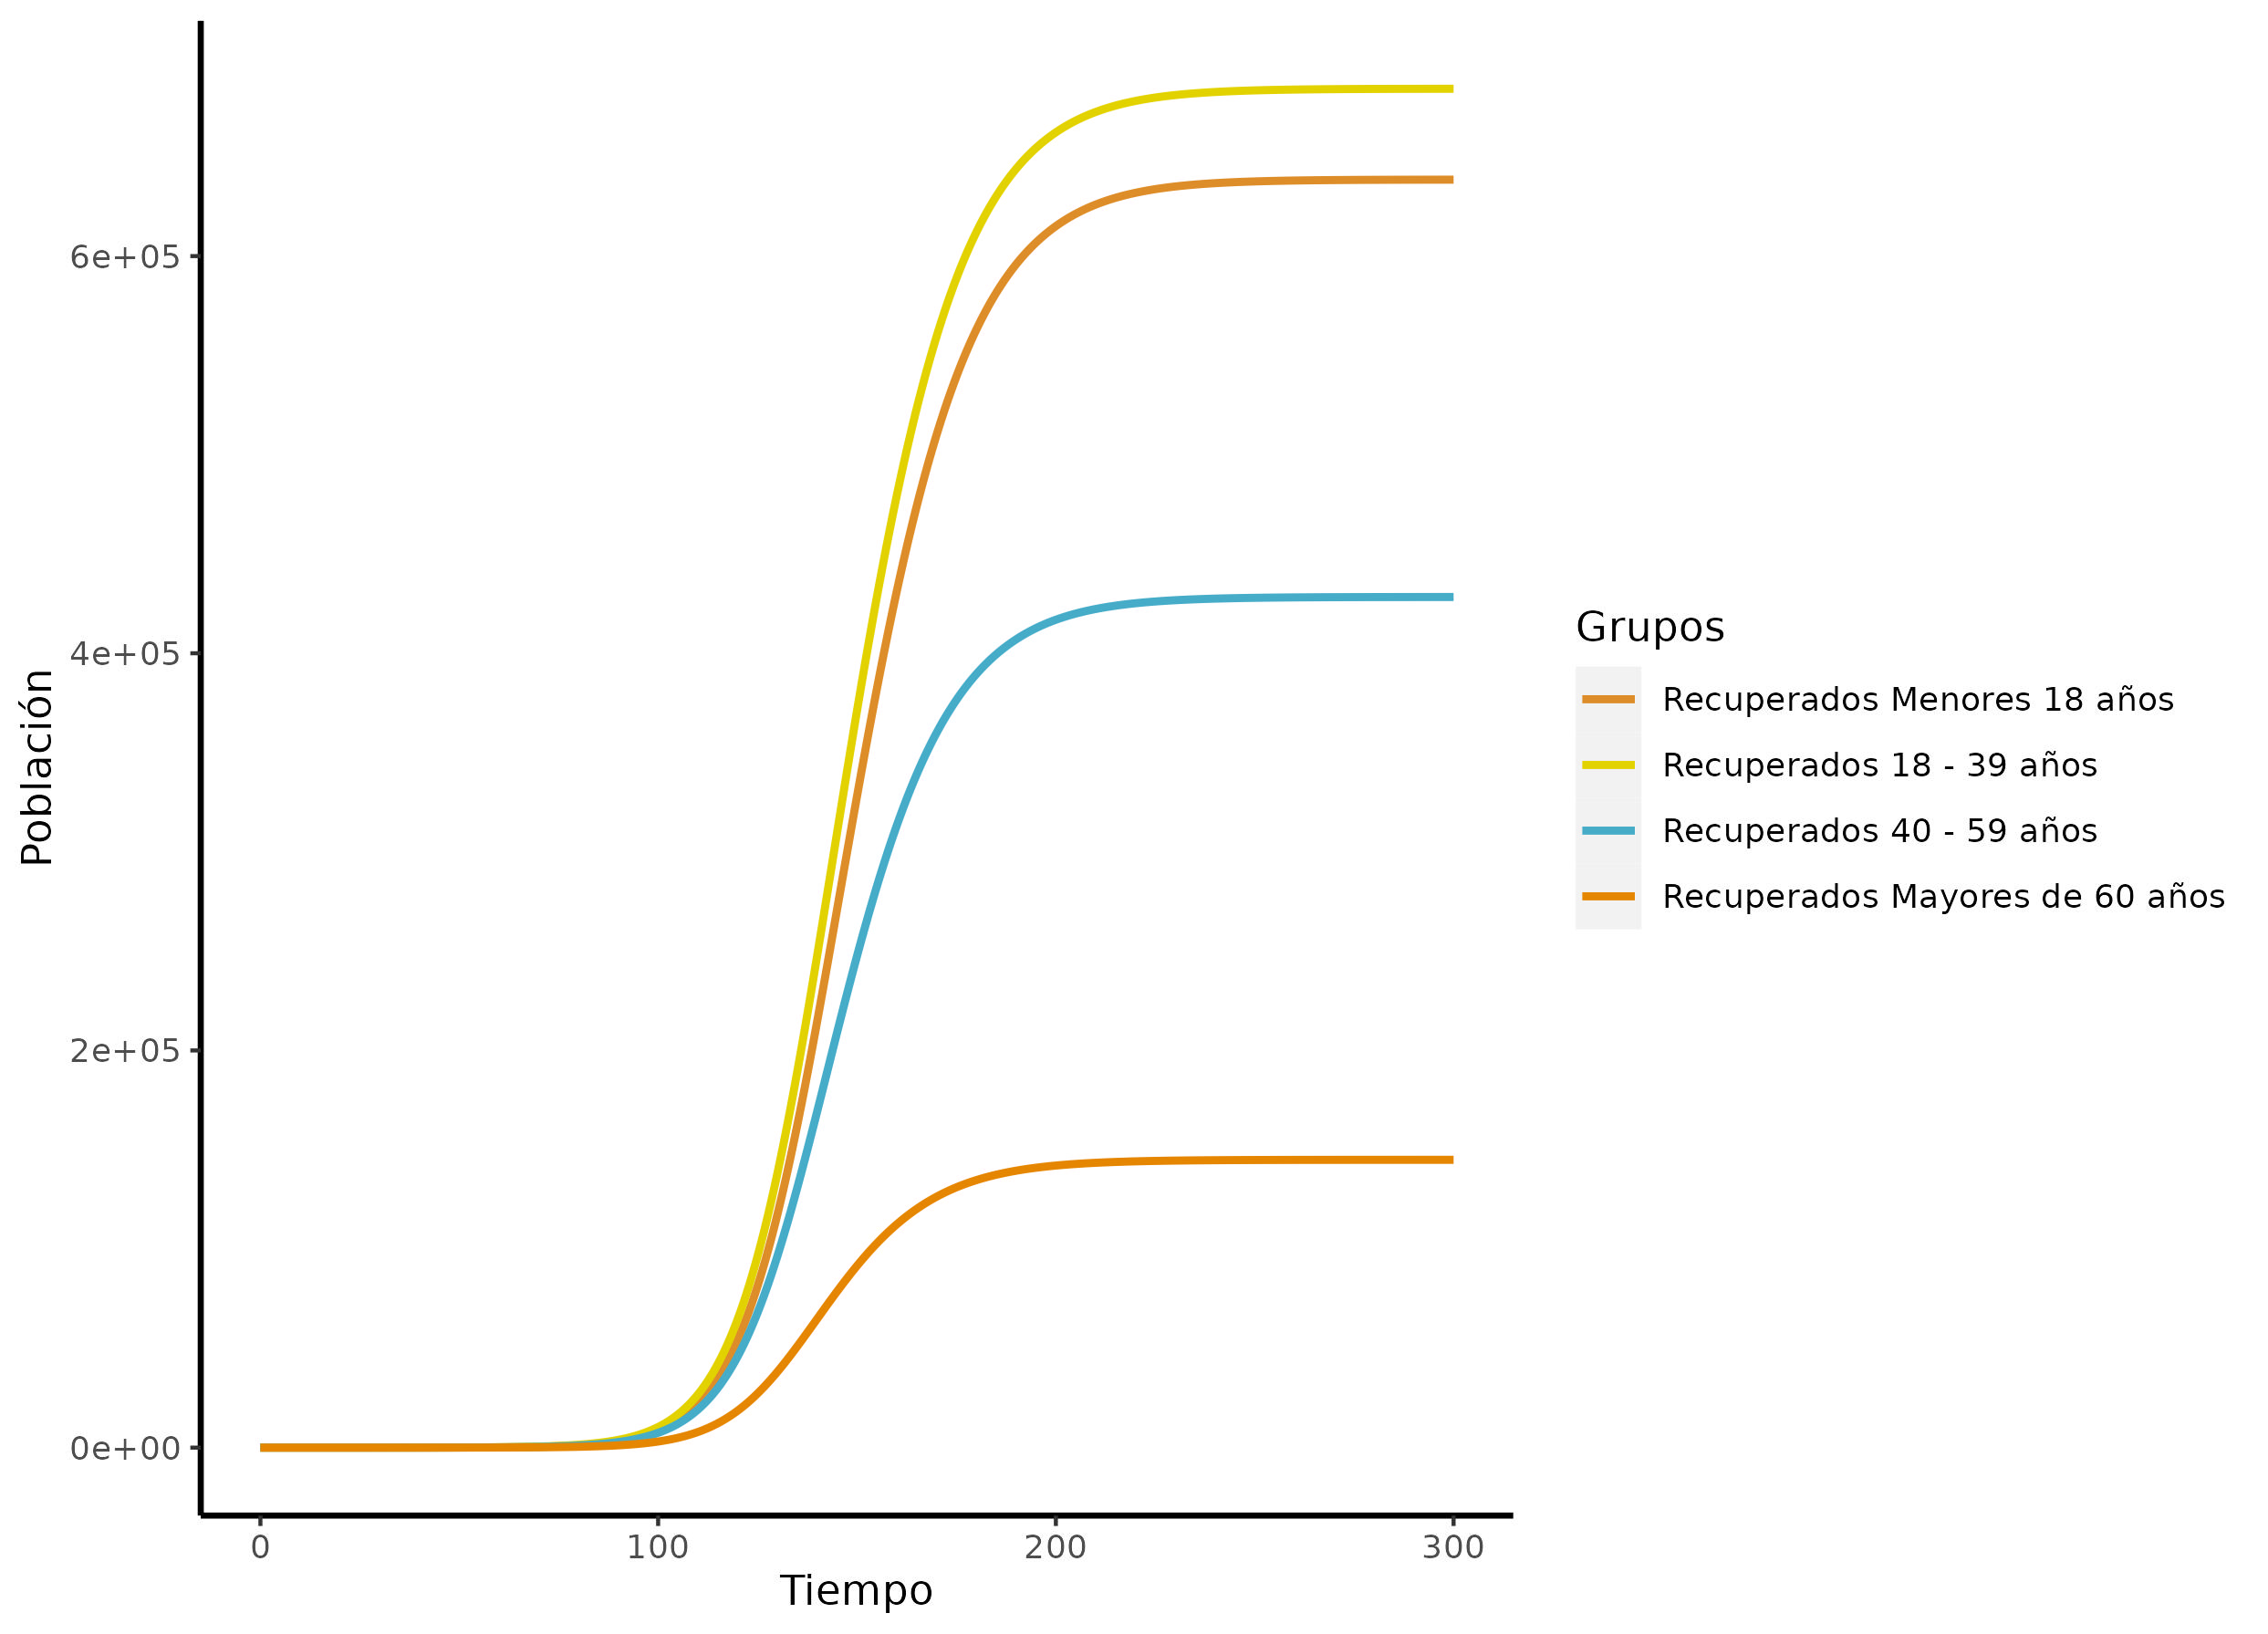 Población
6e+05
4e+05
2e+05
0e+00
0 100 200 300
Tiempo
Grupos
Recuperados Menores 18 años
Recuperados 18 - 39 años
Recuperados 40 - 59 años
Recuperados Mayores de 60 años